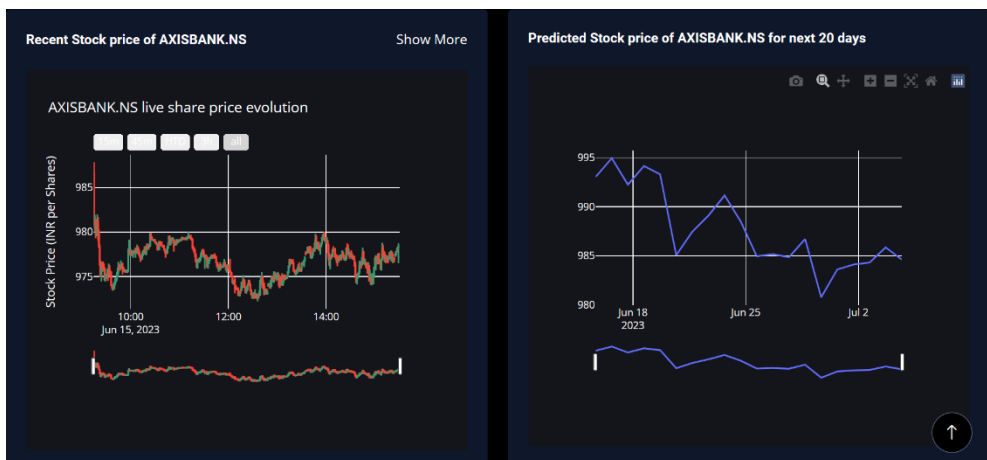 Recent Stock price of AXISBANK.NS
Show More
AXISBANK.NS live share price evolution
all
Stock Price (INR per Shares)
985
980
975
10:00
12:00
14:00
Jun 15, 2023
Predicted Stock price of AXISBANK.NS for next 20 days
995
990
985
980
Jun 18
2023
Jun 25
Jul 2